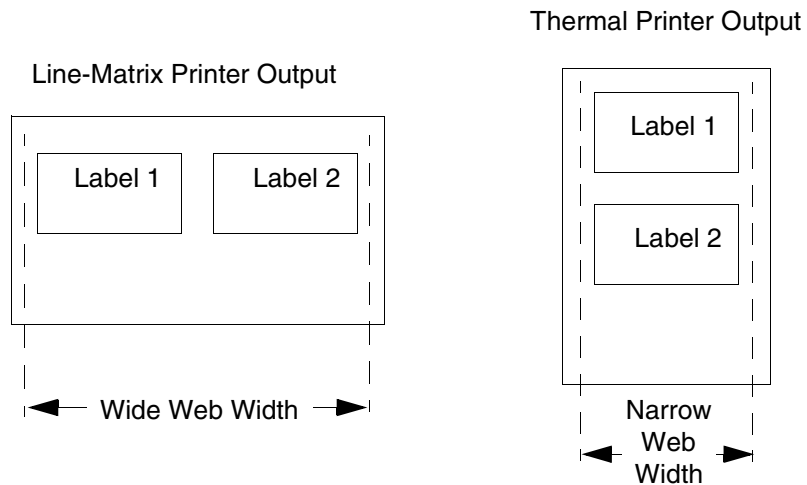 Thermal Printer Output
Line-Matrix Printer Output
Label 1
Label 2
Wide Web Width
Label 1
Label 2
Narrow
Web
Width